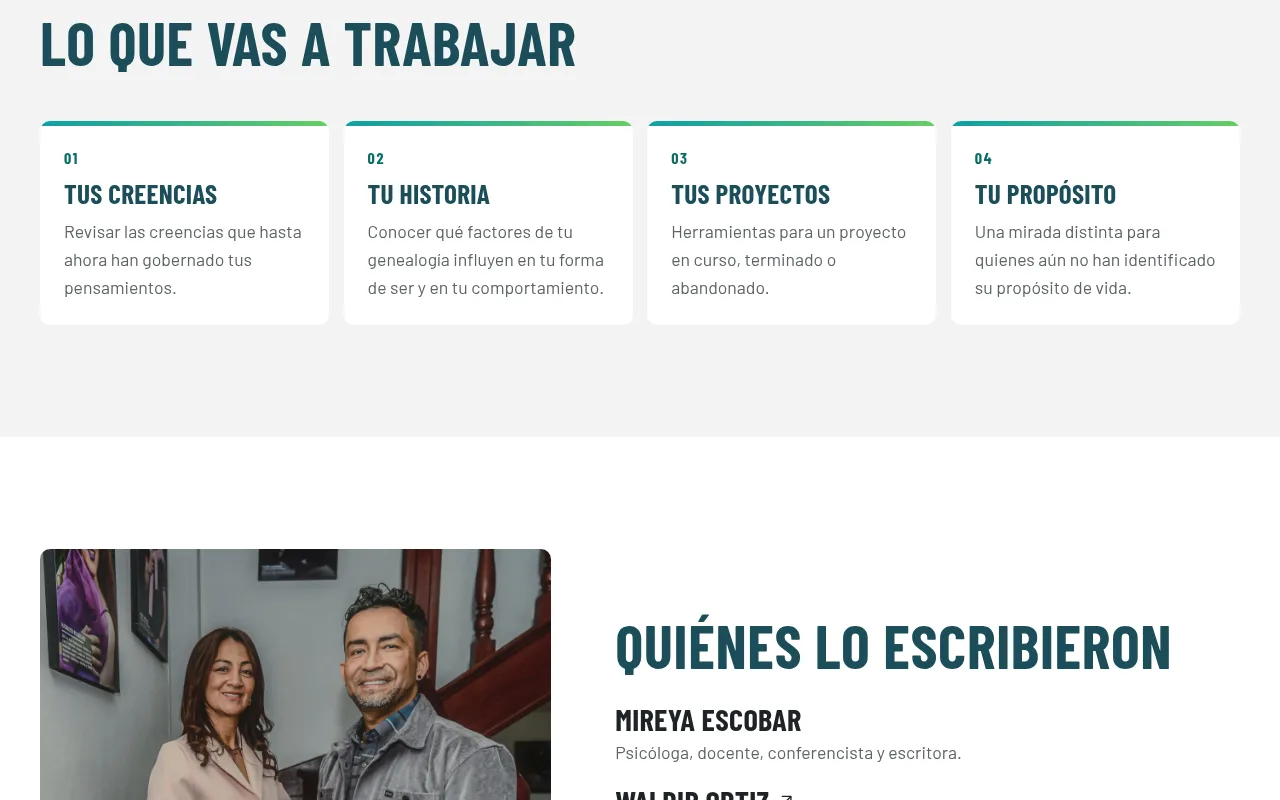 LO QUE VAS A TRABAJAR
01
TUS CREENCIAS
Revisar las creencias que hasta
ahora han gobernado tus
pensamientos.
02
TU HISTORIA
Conocer qué factores de tu
genealogía influyen en tu forma
de ser y en tu comportamiento.
03
TUS PROYECTOS
Herramientas para un proyecto
en curso, terminado o
abandonado.
04
TU PROPÓSITO
Una mirada distinta para
quienes aún no han identificado
su propósito de vida.
QUIÉNES LO ESCRIBIERON
MIREYA ESCOBAR
Psicóloga, docente, conferencista y escritora.
WALDIR ORTIZ ↗